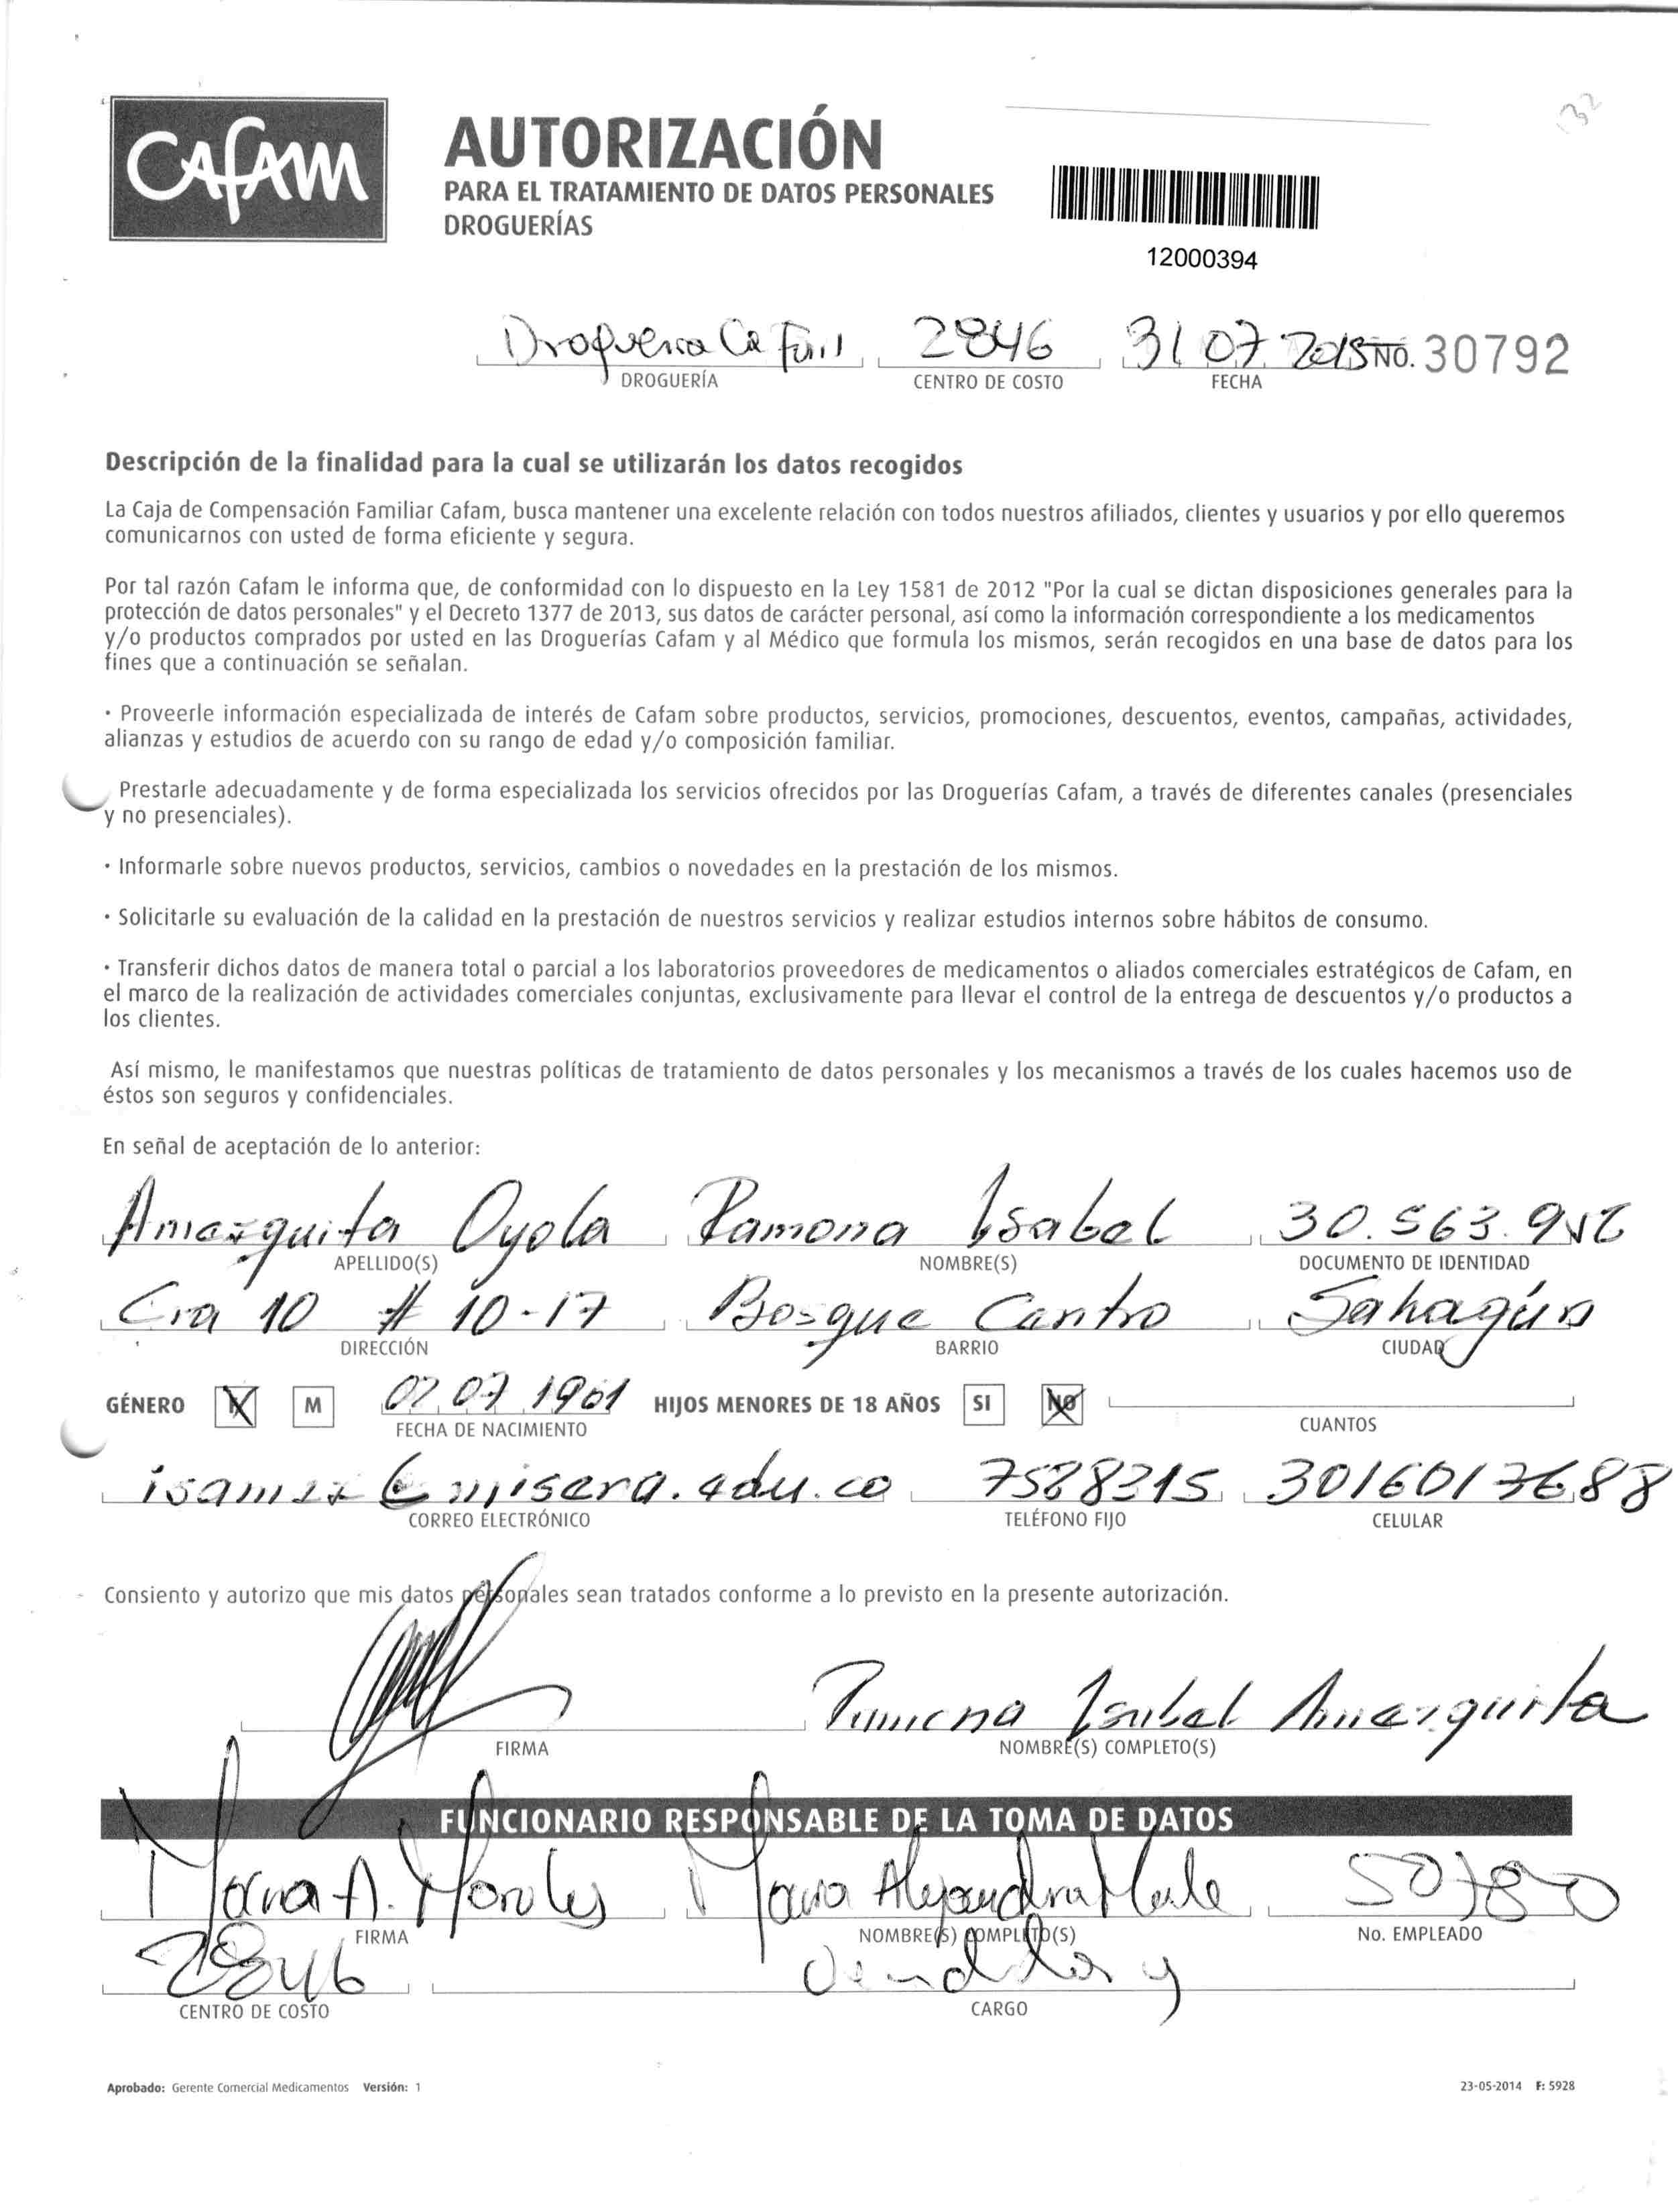 132
CAFAM
AUTORIZACIÓN
PARA EL TRATAMIENTO DE DATOS PERSONALES
DROGUERÍAS
12000394
2846 31 07 2015 NO. 30792
DROGUERÍA CENTRO DE COSTO FECHA
Descripción de la finalidad para la cual se utilizarán los datos recogidos
La Caja de Compensación Familiar Cafam, busca mantener una excelente relación con todos nuestros afiliados, clientes y usuarios y por ello queremos
comunicarnos con usted de forma eficiente y segura.
Por tal razón Cafam le informa que, de conformidad con lo dispuesto en la Ley 1581 de 2012 "Por la cual se dictan disposiciones generales para la
protección de datos personales" y el Decreto 1377 de 2013, sus datos de carácter personal, así como la información correspondiente a los medicamentos
y/o productos comprados por usted en las Droguerías Cafam y al Médico que formula los mismos, serán recogidos en una base de datos para los
fines que a continuación se señalan.
· Proveerle información especializada de interés de Cafam sobre productos, servicios, promociones, descuentos, eventos, campañas, actividades,
alianzas y estudios de acuerdo con su rango de edad y/o composición familiar.
Prestarle adecuadamente y de forma especializada los servicios ofrecidos por las Droguerías Cafam, a través de diferentes canales (presenciales
y no presenciales).
· Informarle sobre nuevos productos, servicios, cambios o novedades en la prestación de los mismos.
· Solicitarle su evaluación de la calidad en la prestación de nuestros servicios y realizar estudios internos sobre hábitos de consumo.
· Transferir dichos datos de manera total o parcial a los laboratorios proveedores de medicamentos o aliados comerciales estratégicos de Cafam, en
el marco de la realización de actividades comerciales conjuntas, exclusivamente para llevar el control de la entrega de descuentos y/o productos a
los clientes.
Así mismo, le manifestamos que nuestras políticas de tratamiento de datos personales y los mecanismos a través de los cuales hacemos uso de
éstos son seguros y confidenciales.
En señal de aceptación de lo anterior:
Amezquita Oyola Ramona Isabel
APELLIDO(S) NOMBRE(S) DOCUMENTO DE IDENTIDAD
Cra 10 # 10-17 Bosque Centro Sahagún
DIRECCIÓN BARRIO CIUDAD
GÉNERO F M 07 07 HIJOS MENORES DE 18 AÑOS SI NO
FECHA DE NACIMIENTO CUANTOS
7588315 3016017688
CORREO ELECTRÓNICO TELÉFONO FIJO CELULAR
Consiento y autorizo que mis datos personales sean tratados conforme a lo previsto en la presente autorización.
Ramona Isabel Amezquita
FIRMA NOMBRE(S) COMPLETO(S)
FUNCIONARIO RESPONSABLE DE LA TOMA DE DATOS
Maria A. Morales Maria Alejandra
FIRMA NOMBRE(S) COMPLETO(S) No. EMPLEADO
2846
CENTRO DE COSTO CARGO
Aprobado: Gerente Comercial Medicamentos Versión: 1 23-05-2014 F: 5928